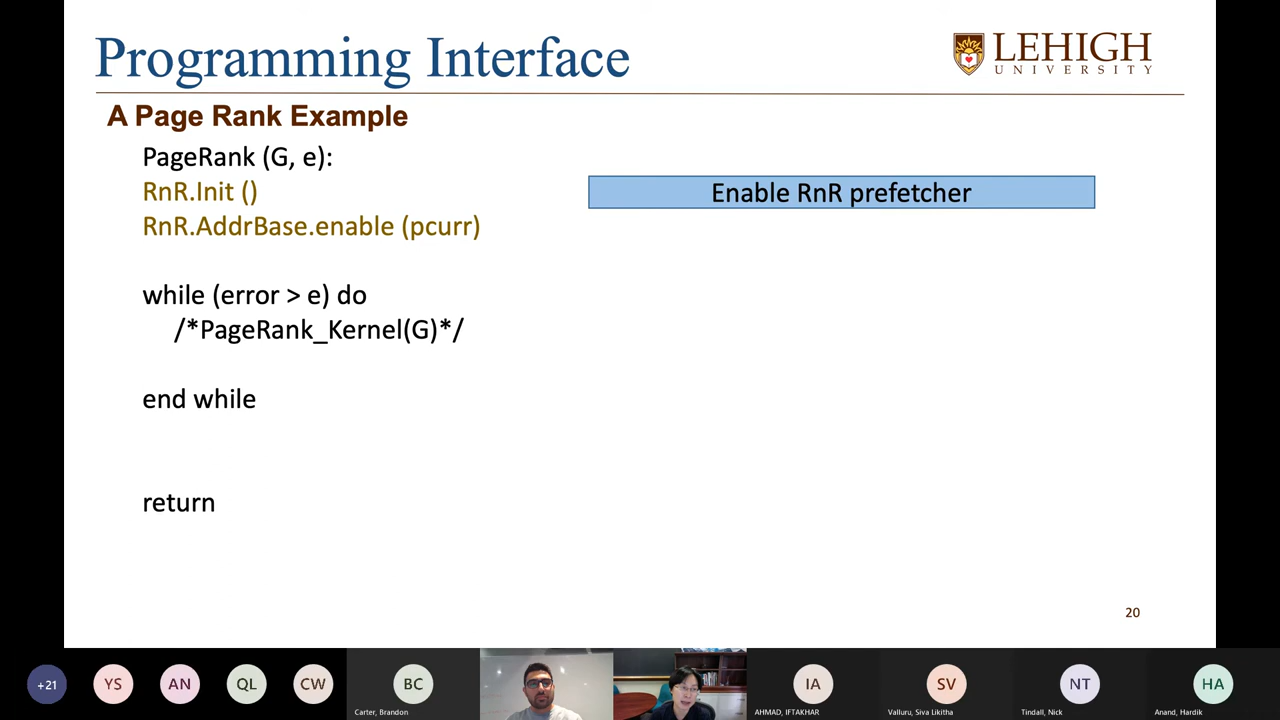 Programming Interface
LEHIGH
UNIVERSITY
A Page Rank Example
PageRank (G, e):
RnR.Init ()
Enable RnR prefetcher
RnR.AddrBase.enable (pcurr)
while (error > e) do
/*PageRank_Kernel(G)*/
end while
return
20
+21
YS
AN
QL
CW
BC
Carter, Brandon
IA
AHMAD, IFTAKHAR
SV
Valluru, Siva Likitha
NT
Tindall, Nick
HA
Anand, Hardik